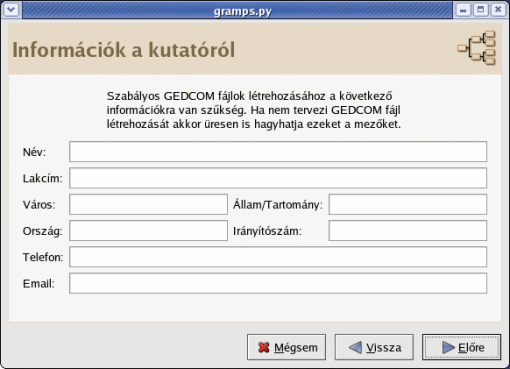 gramps.py
Információk a kutatóról
Szabályos GEDCOM fájlok létrehozásához a következő
információkra van szükség. Ha nem tervezi GEDCOM fájl
létrehozását akkor üresen is hagyhatja ezeket a mezőket.
Név:
Lakcím:
Város: Állam/Tartomány:
Ország: Irányítószám:
Telefon:
Email:
Mégsem Vissza Előre